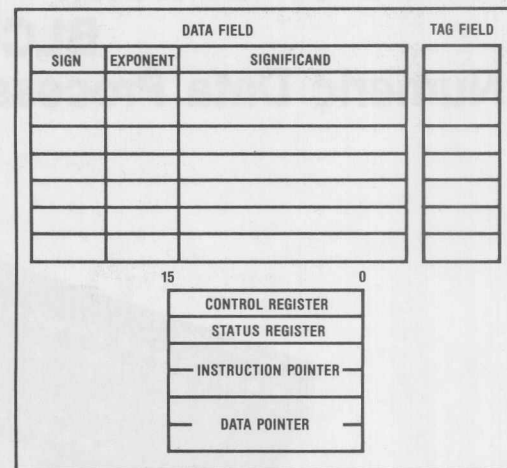 DATA FIELD TAG FIELD
SIGN EXPONENT SIGNIFICAND
15 0
CONTROL REGISTER
STATUS REGISTER
INSTRUCTION POINTER
DATA POINTER